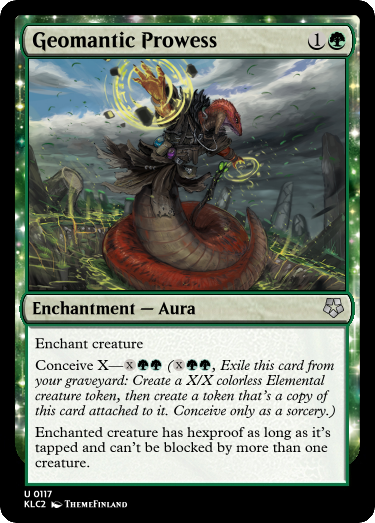 Geomantic Prowess 1
Enchantment — Aura
Enchant creature
Conceive X—X (X, Exile this card from
your graveyard: Create a X/X colorless Elemental
creature token, then create a token that's a copy of
this card attached to it. Conceive only as a sorcery.)
Enchanted creature has hexproof as long as it's
tapped and can't be blocked by more than one
creature.
U 0117
KLC2 ThemeFinland